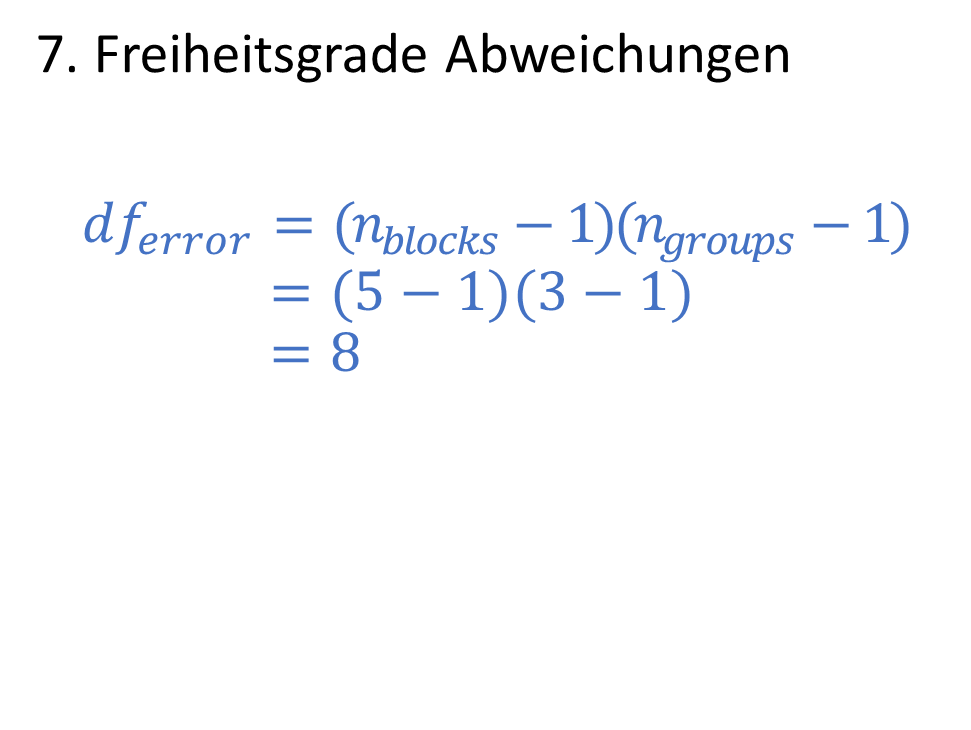 7. Freiheitsgrade Abweichungen
df_error = (n_blocks − 1)(n_groups − 1)
= (5 − 1)(3 − 1)
= 8